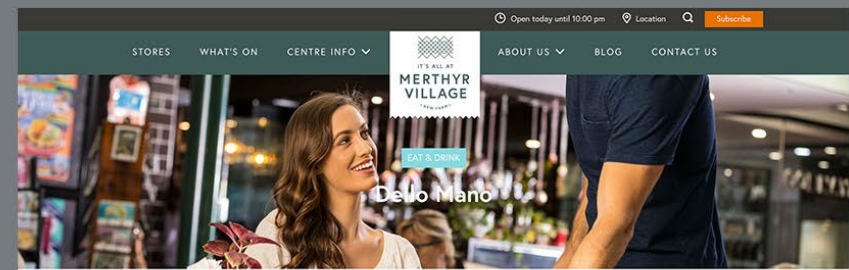 Open today until 10:00 pm Location Subscribe
STORES WHAT'S ON CENTRE INFO ABOUT US BLOG CONTACT US
IT'S ALL AT
MERTHYR
VILLAGE
NEW FARM
EAT & DRINK
Dello Mano